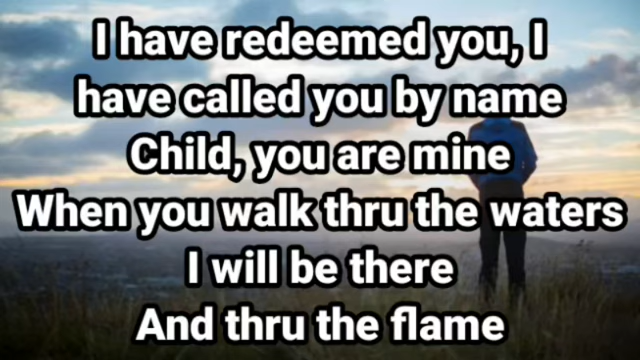 I have redeemed you, I
have called you by name
Child, you are mine
When you walk thru the waters
I will be there
And thru the flame